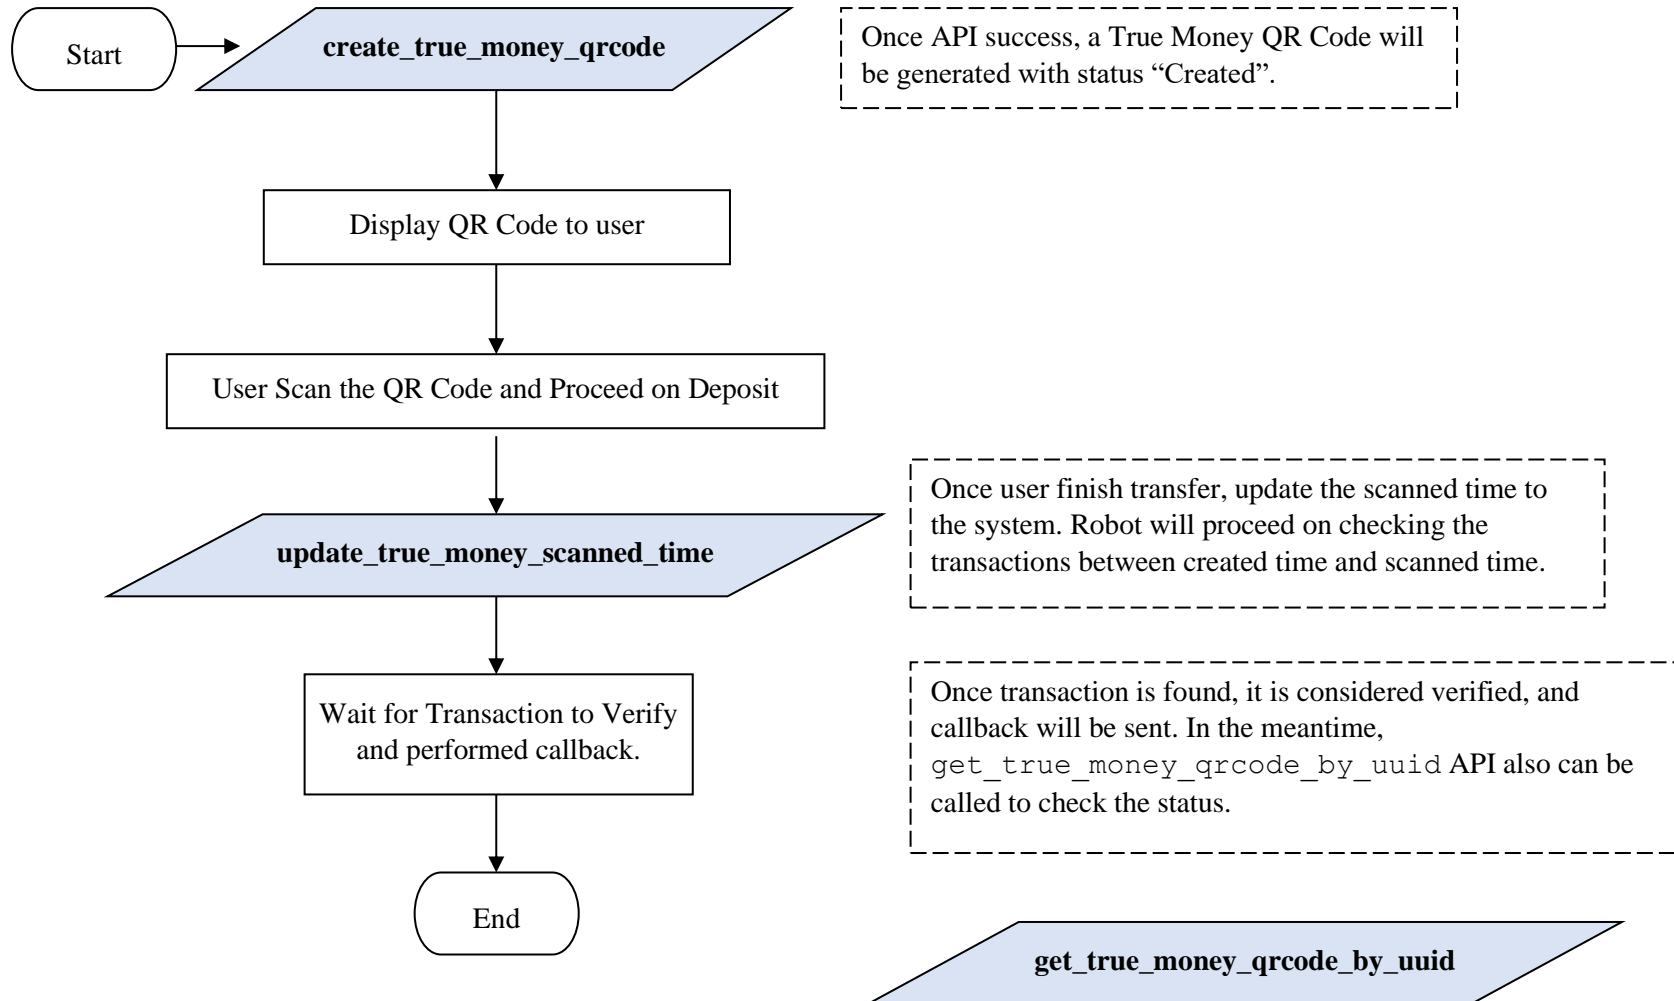 Start
create_true_money_qrcode
Once API success, a True Money QR Code will
be generated with status “Created”.
Display QR Code to user
User Scan the QR Code and Proceed on Deposit
Once user finish transfer, update the scanned time to
the system. Robot will proceed on checking the
transactions between created time and scanned time.
update_true_money_scanned_time
Wait for Transaction to Verify
and performed callback.
Once transaction is found, it is considered verified, and
callback will be sent. In the meantime,
get_true_money_qrcode_by_uuid API also can be
called to check the status.
End
get_true_money_qrcode_by_uuid